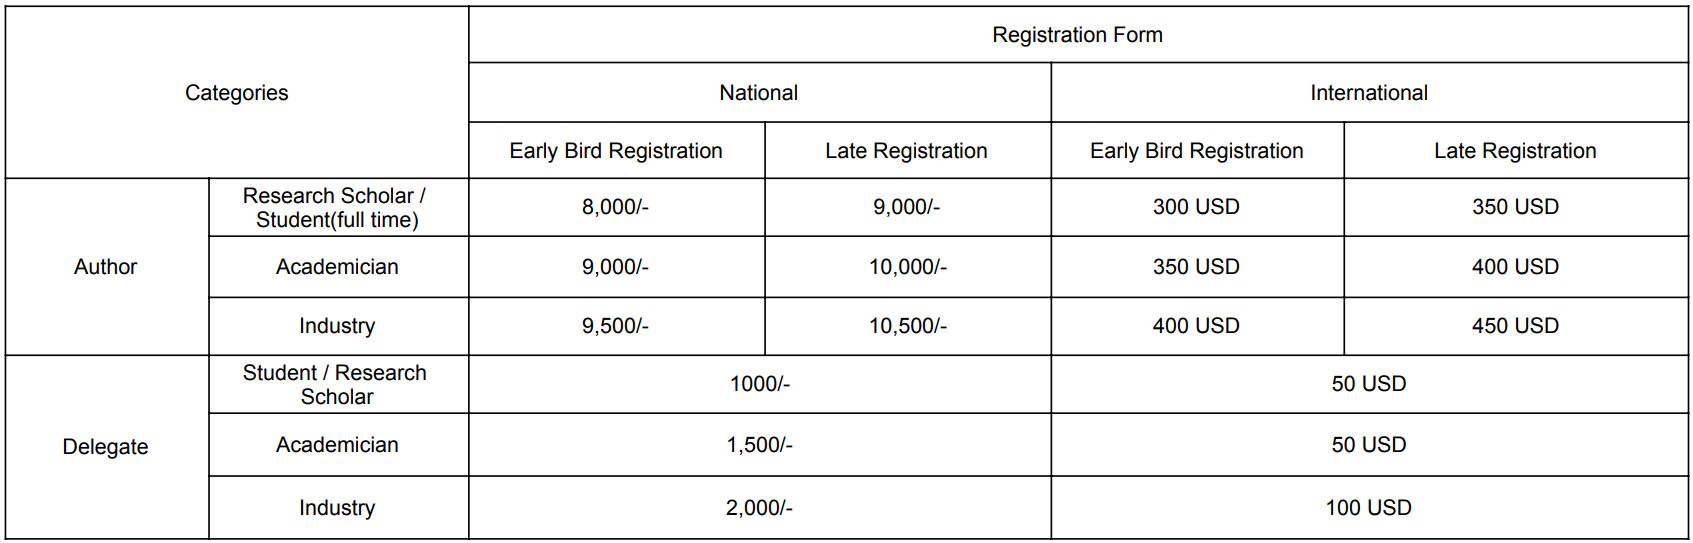 Registration Form
Categories
National
International
Early Bird Registration
Late Registration
Early Bird Registration
Late Registration
Author
Research Scholar /
Student(full time)
8,000/-
9,000/-
300 USD
350 USD
Academician
9,000/-
10,000/-
350 USD
400 USD
Industry
9,500/-
10,500/-
400 USD
450 USD
Delegate
Student / Research
Scholar
1000/-
50 USD
Academician
1,500/-
50 USD
Industry
2,000/-
100 USD